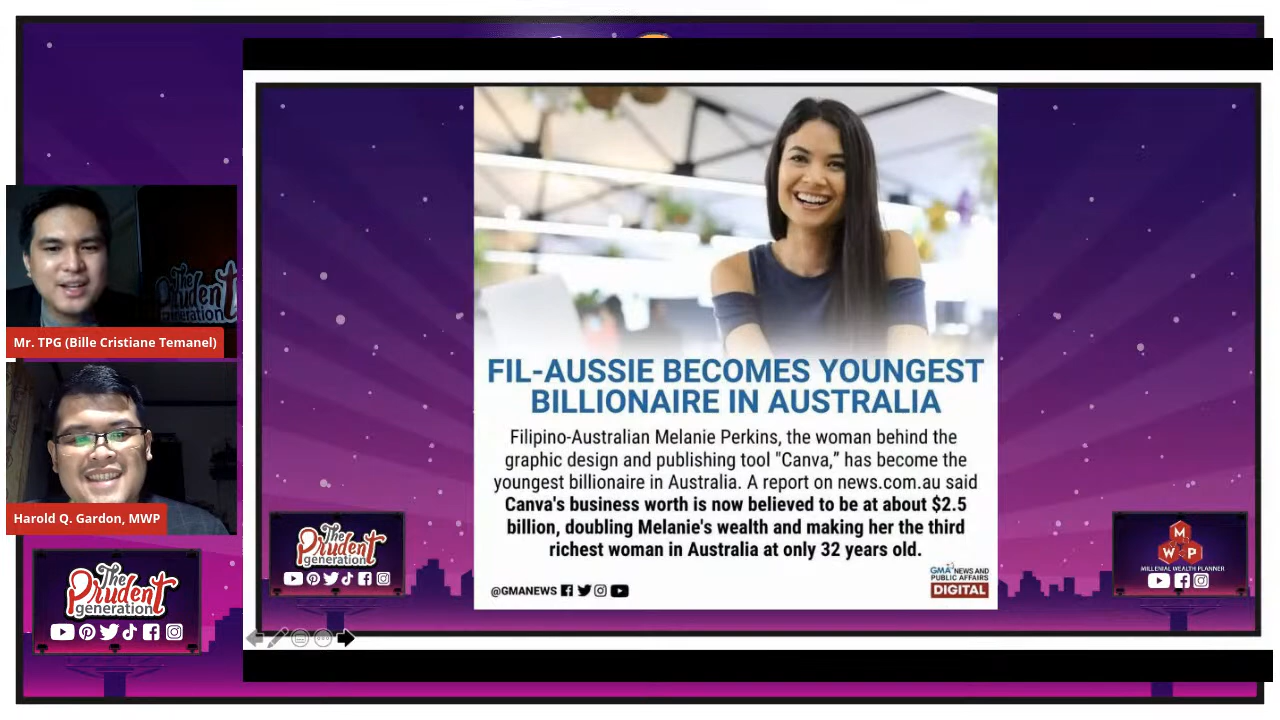 Mr. TPG (Bille Cristiane Temanel)
The Prudent generation
Harold Q. Gardon, MWP
The
Prudent
generation
FIL-AUSSIE BECOMES YOUNGEST
BILLIONAIRE IN AUSTRALIA
Filipino-Australian Melanie Perkins, the woman behind the
graphic design and publishing tool "Canva,” has become the
youngest billionaire in Australia. A report on news.com.au said
Canva's business worth is now believed to be at about $2.5
billion, doubling Melanie's wealth and making her the third
richest woman in Australia at only 32 years old.
@GMANEWS
GMA NEWS AND
PUBLIC AFFAIRS
DIGITAL
The
Prudent
generation
M
W P
MILLENIAL WEALTH PLANNER